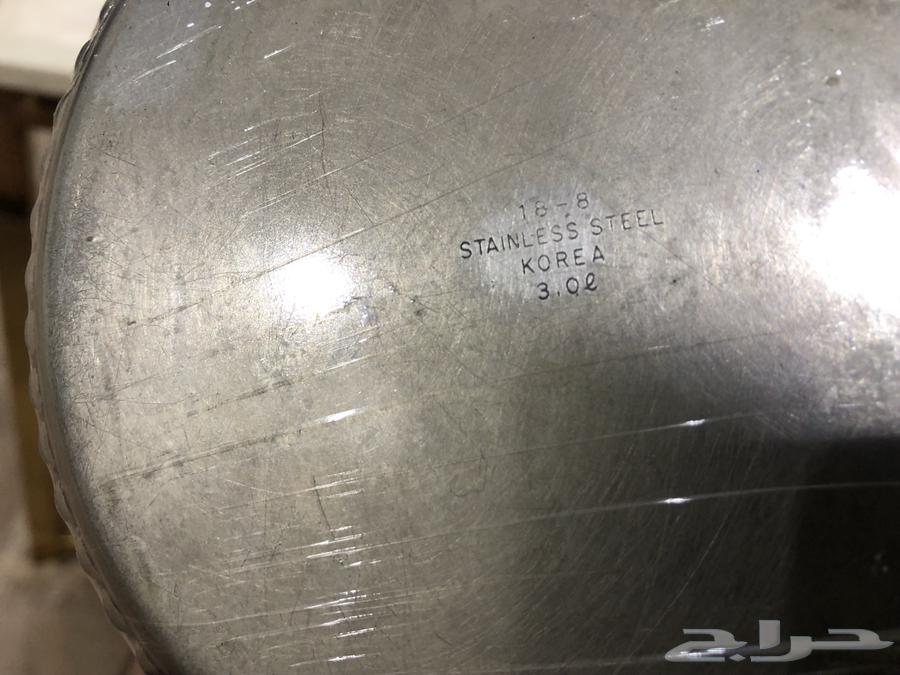 18-8
STAINLESS STEEL
KOREA
3.0ℓ
حراج